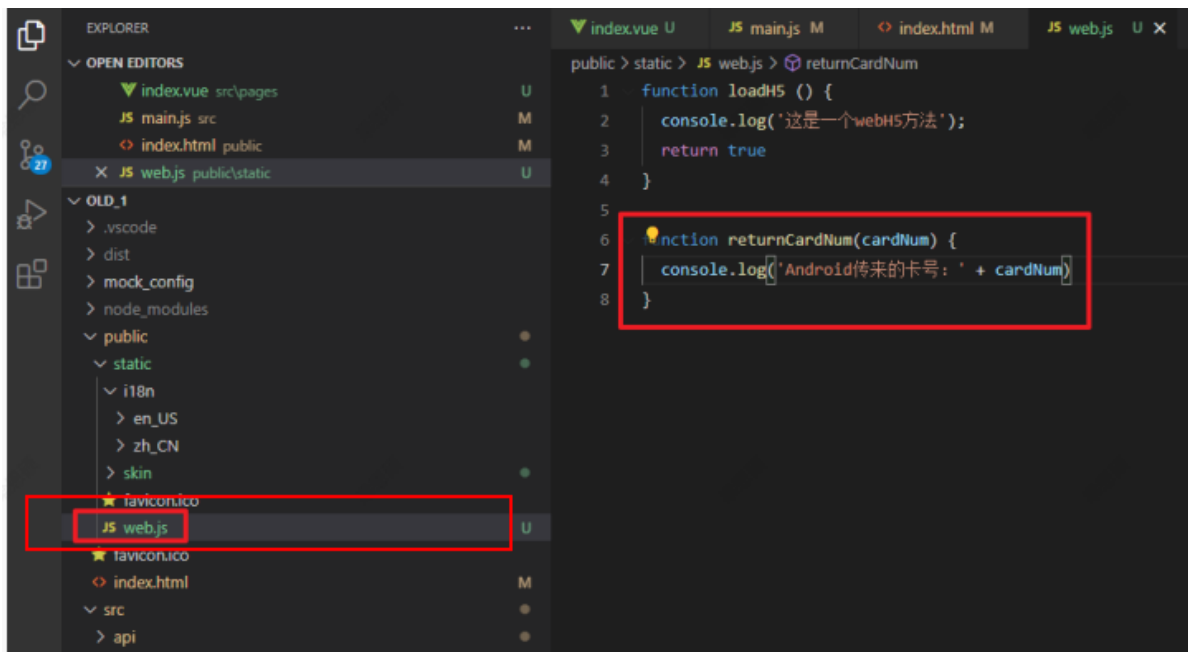 EXPLORER
···
OPEN EDITORS
index.vue src\pages U
JS main.js src M
<> index.html public M
× JS web.js public\static U
OLD_1
.vscode
dist
mock_config
node_modules
public
static
i18n
en_US
zh_CN
skin
favicon.ico
JS web.js U
favicon.ico
<> index.html M
src
api
27
index.vue U
JS main.js M
<> index.html M
JS web.js U ×
public > static > JS web.js > returnCardNum
1 function loadH5 () {
2 console.log('这是一个webH5方法');
3 return true
4 }
5
6 function returnCardNum(cardNum) {
7 console.log('Android传来的卡号：' + cardNum)
8 }